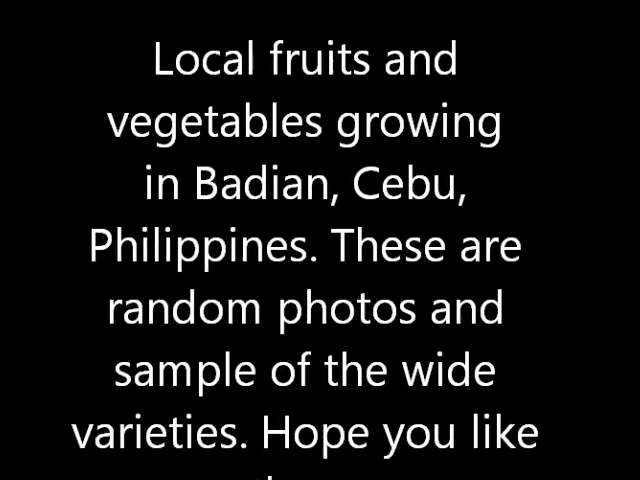 Local fruits and
vegetables growing
in Badian, Cebu,
Philippines. These are
random photos and
sample of the wide
varieties. Hope you like